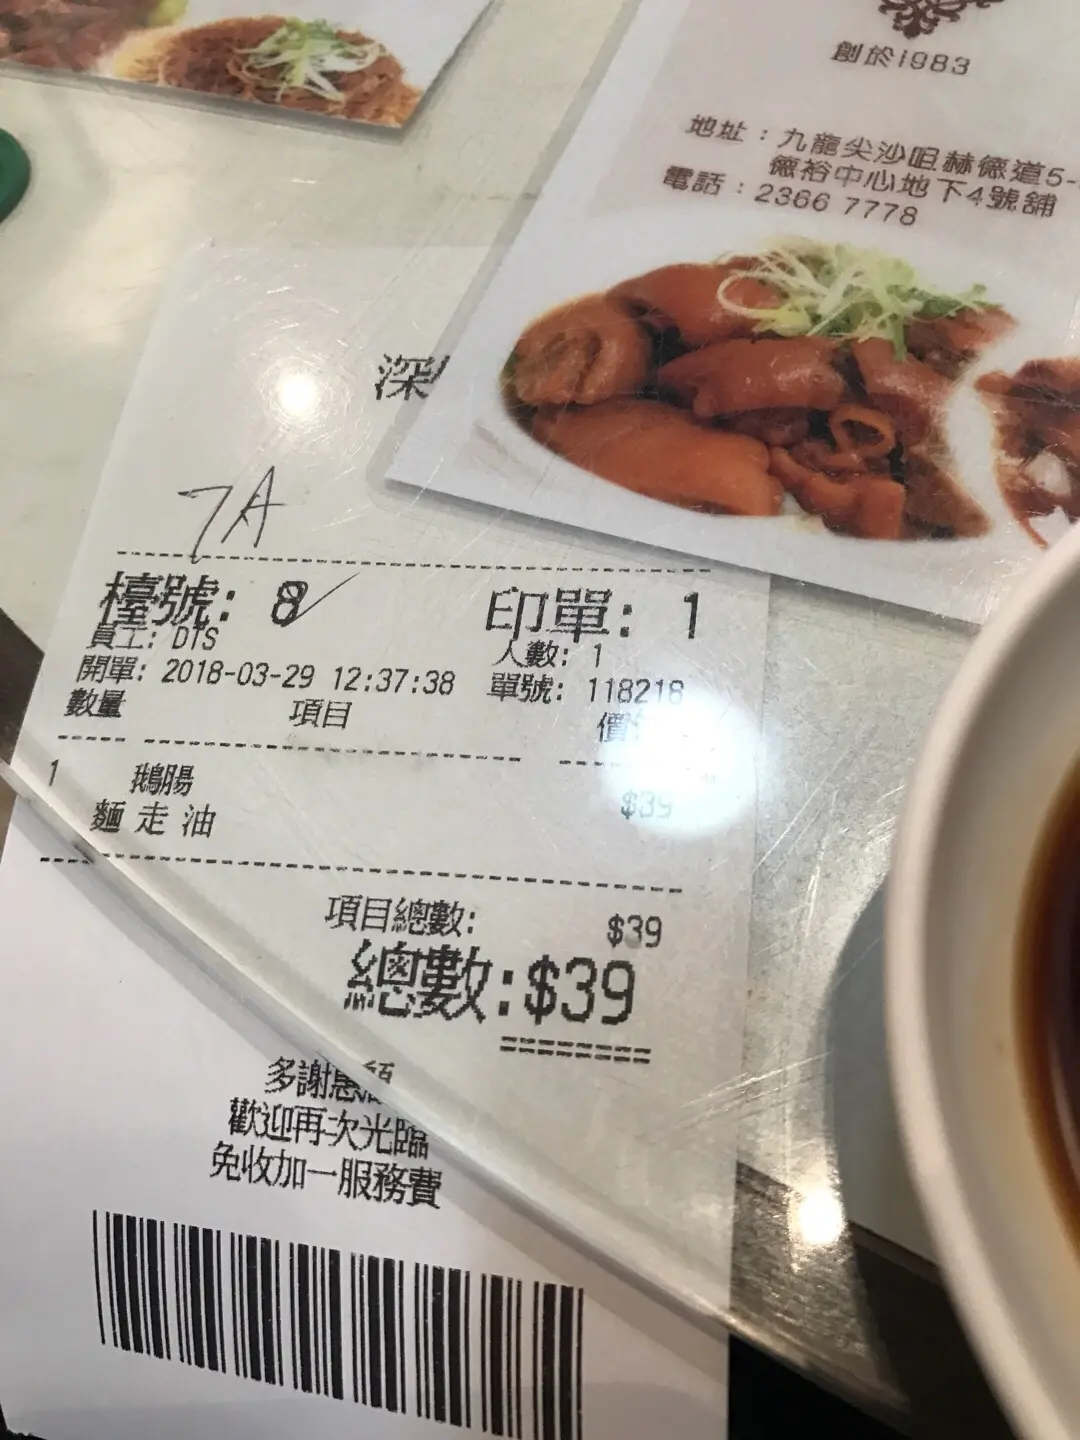 創於1983
地址：九龍尖沙咀赫德道5-
德裕中心地下4號舖
電話：2366 7778
深
7A
檯號: 8 印單: 1
員工: DTS 人數: 1
開單: 2018-03-29 12:37:38 單號: 118218
數量 項目 價
1 鵝腸 $39
麵 走 油
項目總數: $39
總數:$39
多謝惠顧
歡迎再次光臨
免收加一服務費